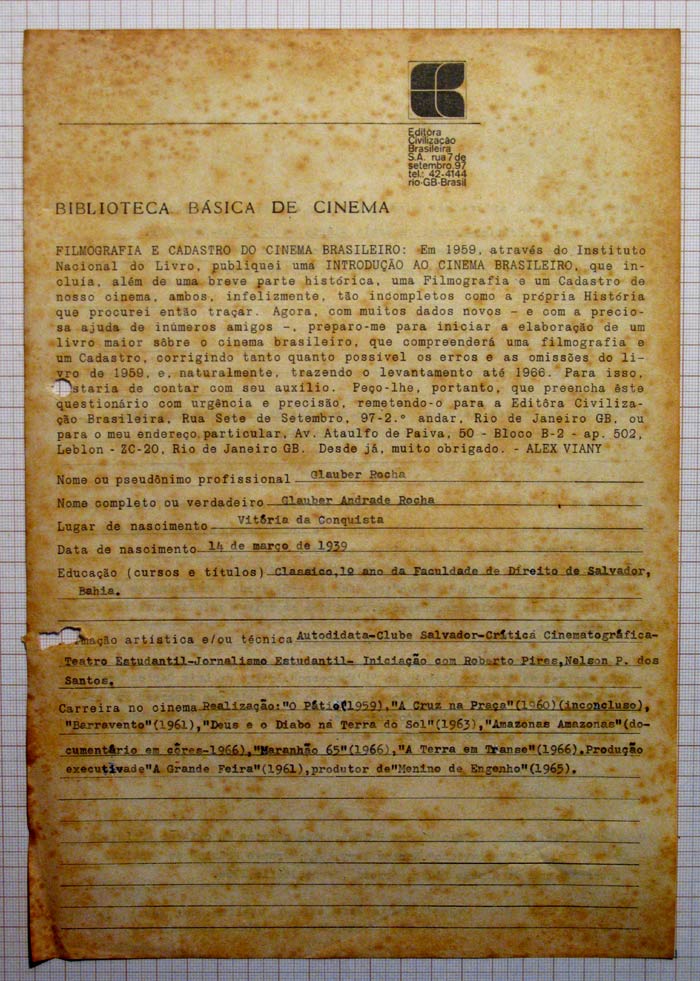 Editôra
Civilização
Brasileira
S.A. rua 7 de
setembro, 97
tel.: 42-4144
rio-GB-Brasil
BIBLIOTECA BÁSICA DE CINEMA
FILMOGRAFIA E CADASTRO DO CINEMA BRASILEIRO: Em 1959, através do Instituto
Nacional do Livro, publiquei uma INTRODUÇÃO AO CINEMA BRASILEIRO, que in-
cluía, além de uma breve parte histórica, uma Filmografia e um Cadastro de
nosso cinema, ambos, infelizmente, tão incompletos como a própria História
que procurei então traçar. Agora, com muitos dados novos - e com a precio-
sa ajuda de inúmeros amigos -, preparo-me para iniciar a elaboração de um
livro maior sôbre o cinema brasileiro, que compreenderá uma filmografia e
um Cadastro, corrigindo tanto quanto possível os erros e as omissões do li-
vro de 1959, e, naturalmente, trazendo o levantamento até 1966. Para isso,
staria de contar com seu auxílio. Peço-lhe, portanto, que preencha êste
questionário com urgência e precisão, remetendo-o para a Editôra Civiliza-
ção Brasileira, Rua Sete de Setembro, 97-2.º andar, Rio de Janeiro GB, ou
para o meu endereço particular, Av. Ataulfo de Paiva, 50 - Bloco B-2 - ap. 502,
Leblon - ZC-20, Rio de Janeiro GB. Desde já, muito obrigado. - ALEX VIANY
Nome ou pseudônimo profissional Glauber Rocha
Nome completo ou verdadeiro Glauber Andrade Rocha
Lugar de nascimento Vitória da Conquista
Data de nascimento 14 de março de 1939
Educação (cursos e títulos) Classico,1º ano da Faculdade de Direito de Salvador,
Bahia.
mação artística e/ou técnica Autodidata-Clube Salvador-Crítica Cinematográfica-
Teatro Estudantil-Jornalismo Estudantil- Iniciação com Roberto Pires,Nelson P. dos
Santos.
Carreira no cinema Realização:"O Pátio(1959),"A Cruz na Praça"(1960)(inconcluso),
"Barravento"(1961),"Deus e o Diabo na Terra do Sol"(1963),"Amazonas Amazonas"(do-
cumentário em côres-1966),"Maranhão 65"(1966),"A Terra em Transe"(1966).Produção
executivade"A Grande Feira"(1961),produtor de"Menino de Engenho"(1965).